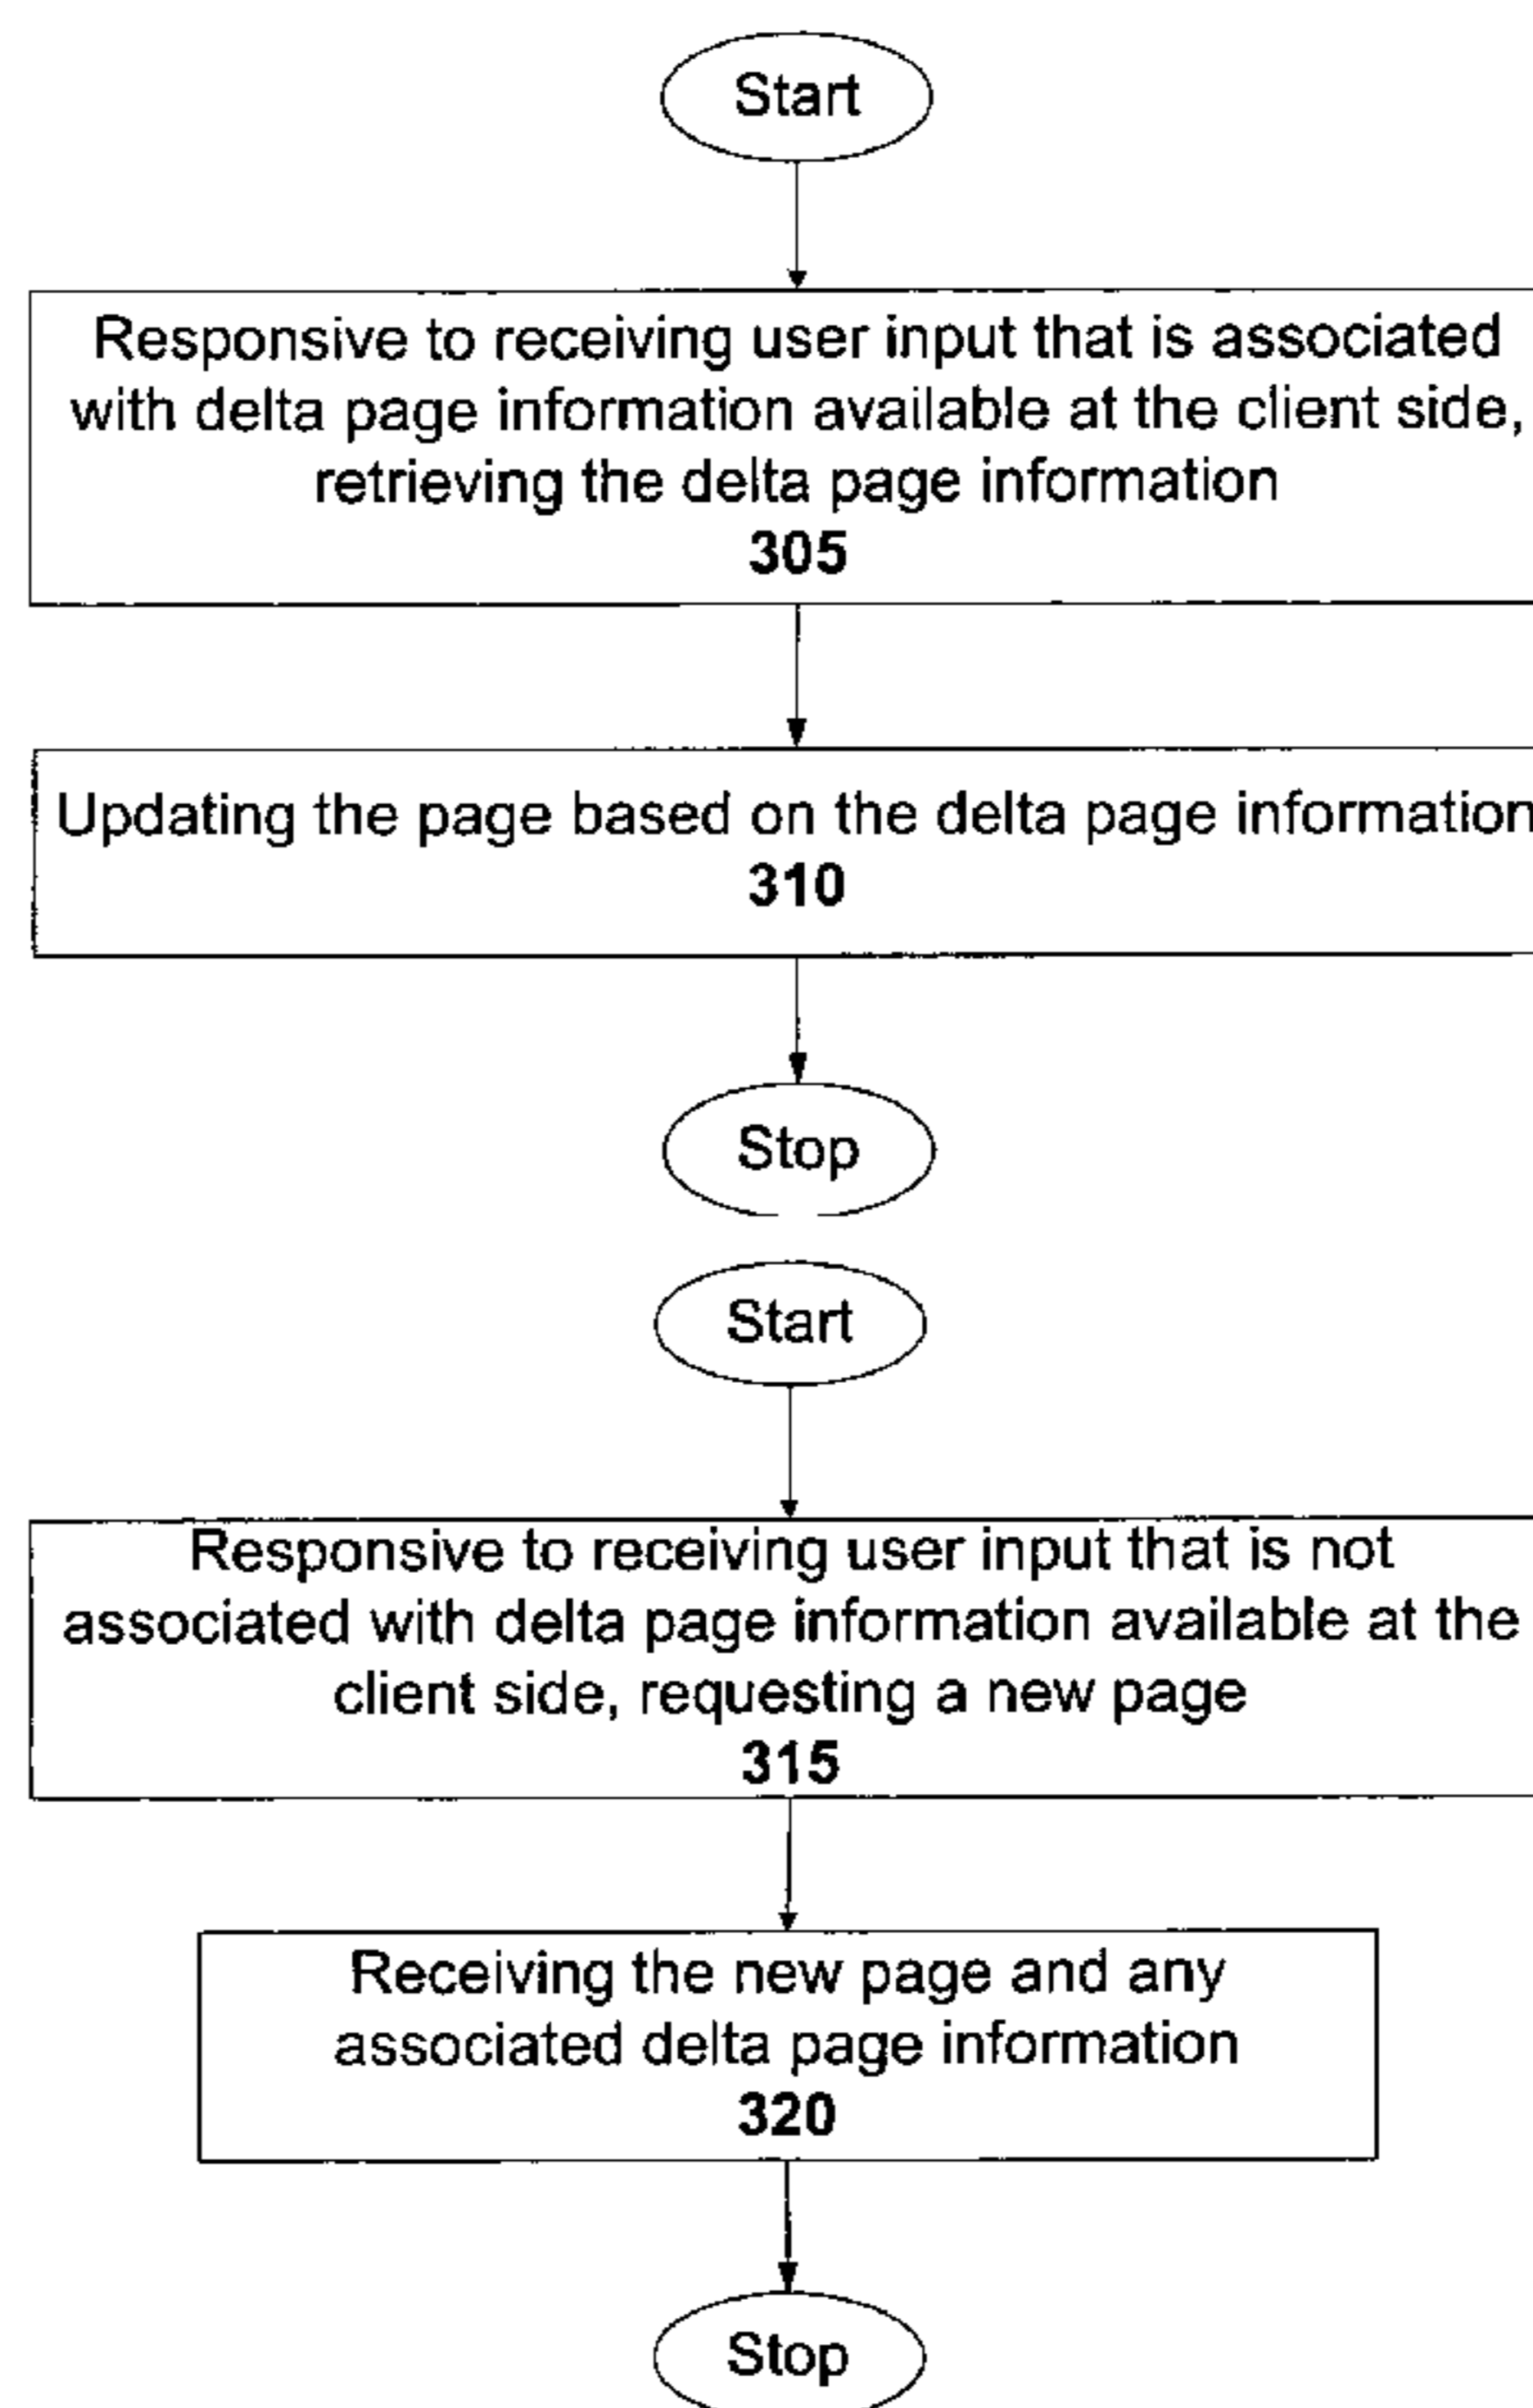 Start
Responsive to receiving user input that is associated
with delta page information available at the client side,
retrieving the delta page information
305
Updating the page based on the delta page information
310
Stop
Start
Responsive to receiving user input that is not
associated with delta page information available at the
client side, requesting a new page
315
Receiving the new page and any
associated delta page information
320
Stop